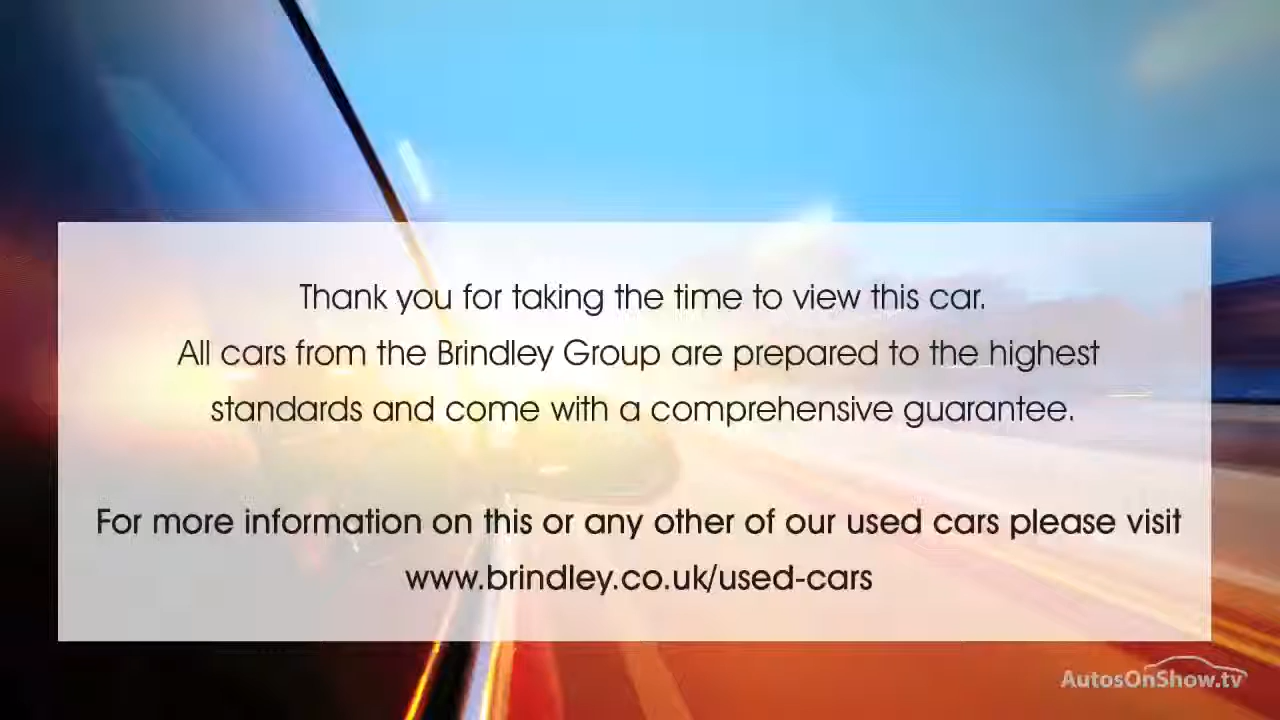 Thank you for taking the time to view this car.
All cars from the Brindley Group are prepared to the highest
standards and come with a comprehensive guarantee.
For more information on this or any other of our used cars please visit
www.brindley.co.uk/used-cars
AutosOnShow.tv